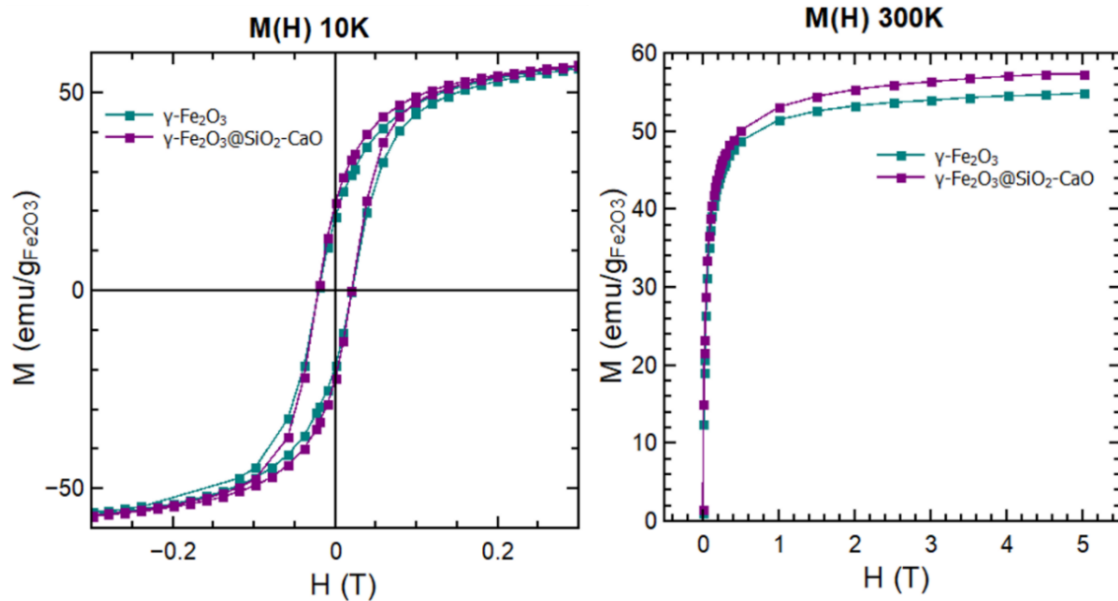 M(H) 10K
50
0
−50
−0.2
0
0.2
M (emu/gFe2O3)
H (T)
γ-Fe₂O₃
γ-Fe₂O₃@SiO₂-CaO
M(H) 300K
60
50
40
30
20
10
0
0
1
2
3
4
5
M (emu/gFe2O3)
H (T)
γ-Fe₂O₃
γ-Fe₂O₃@SiO₂-CaO